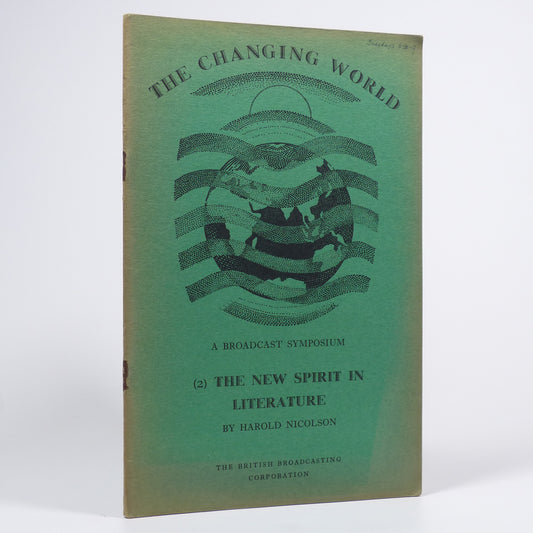 THE CHANGING WORLD
A BROADCAST SYMPOSIUM
(2) THE NEW SPIRIT IN
LITERATURE
BY HAROLD NICOLSON
THE BRITISH BROADCASTING
CORPORATION